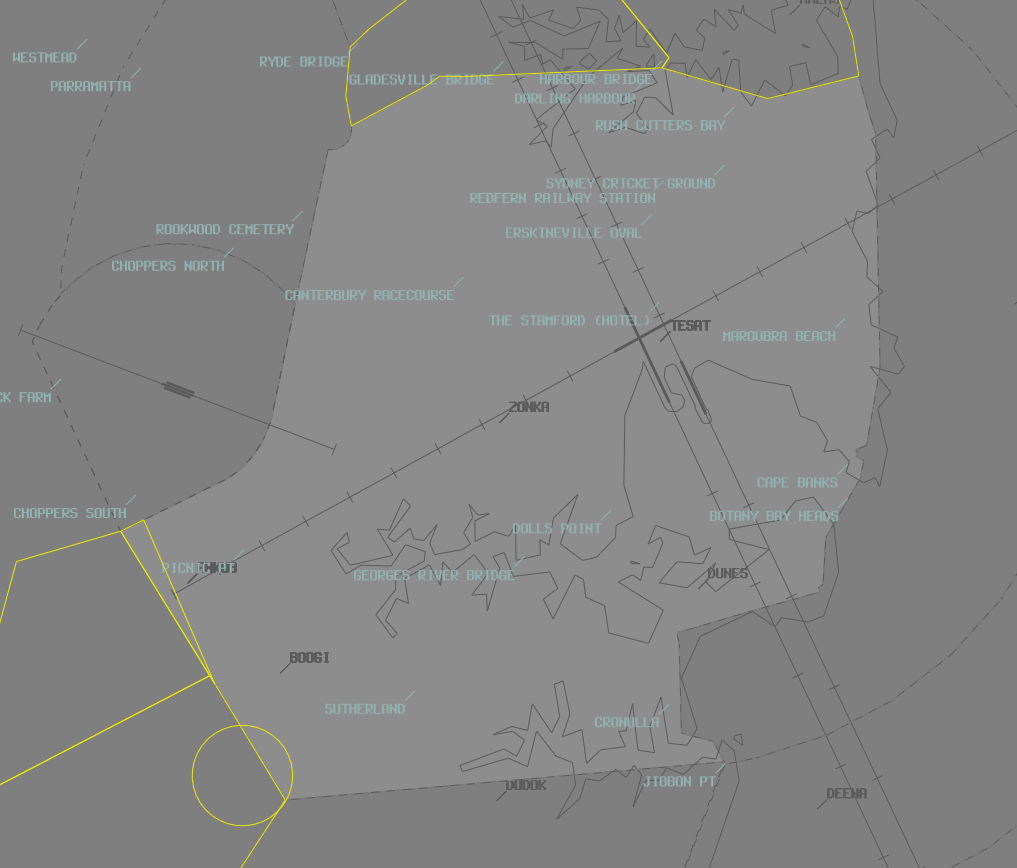 WESTMEAD
RYDE BRIDGE
PARRAMATTA
GLADESVILLE BRIDGE
HARBOUR BRIDGE
DARLING HARBOUR
RUSH CUTTERS BAY
SYDNEY CRICKET GROUND
REDFERN RAILWAY STATION
ROOKWOOD CEMETERY
ERSKINEVILLE OVAL
CHOPPERS NORTH
CANTERBURY RACECOURSE
THE STAMFORD (HOTEL)
TESAT
MAROUBRA BEACH
CK FARM
ZONKA
CAPE BANKS
CHOPPERS SOUTH
BOTANY BAY HEADS
DOLLS POINT
PICNIC PT
GEORGES RIVER BRIDGE
DUNES
BOOGI
SUTHERLAND
CRONULLA
JIBBON PT
DODOK
DEENA